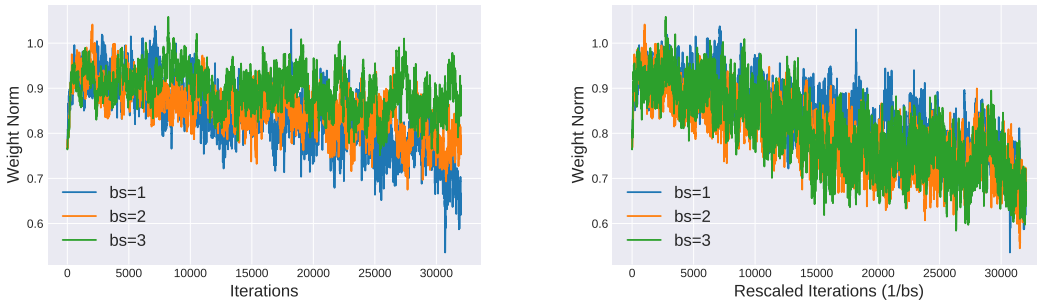 1.0
0.9
0.8
0.7
0.6
Weight Norm
bs=1
bs=2
bs=3
0 5000 10000 15000 20000 25000 30000
Iterations
1.0
0.9
0.8
0.7
0.6
Weight Norm
bs=1
bs=2
bs=3
0 5000 10000 15000 20000 25000 30000
Rescaled Iterations (1/bs)